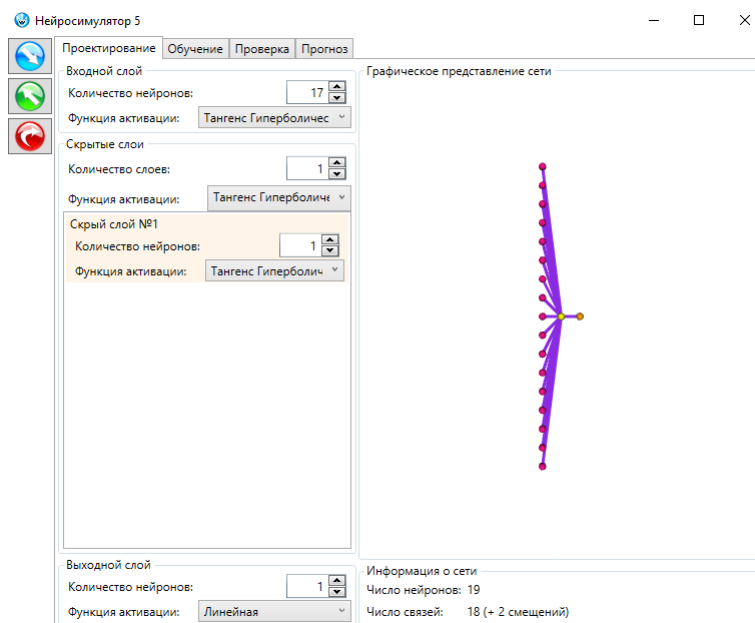 Нейросимулятор 5
Проектирование Обучение Проверка Прогноз
Входной слой
Количество нейронов: 17
Функция активации: Тангенс Гиперболичес
Скрытые слои
Количество слоев: 1
Функция активации: Тангенс Гиперболиче
Скрый слой №1
Количество нейронов: 1
Функция активации: Тангенс Гиперболич
Выходной слой
Количество нейронов: 1
Функция активации: Линейная
Графическое представление сети
Информация о сети
Число нейронов: 19
Число связей: 18 (+ 2 смещений)